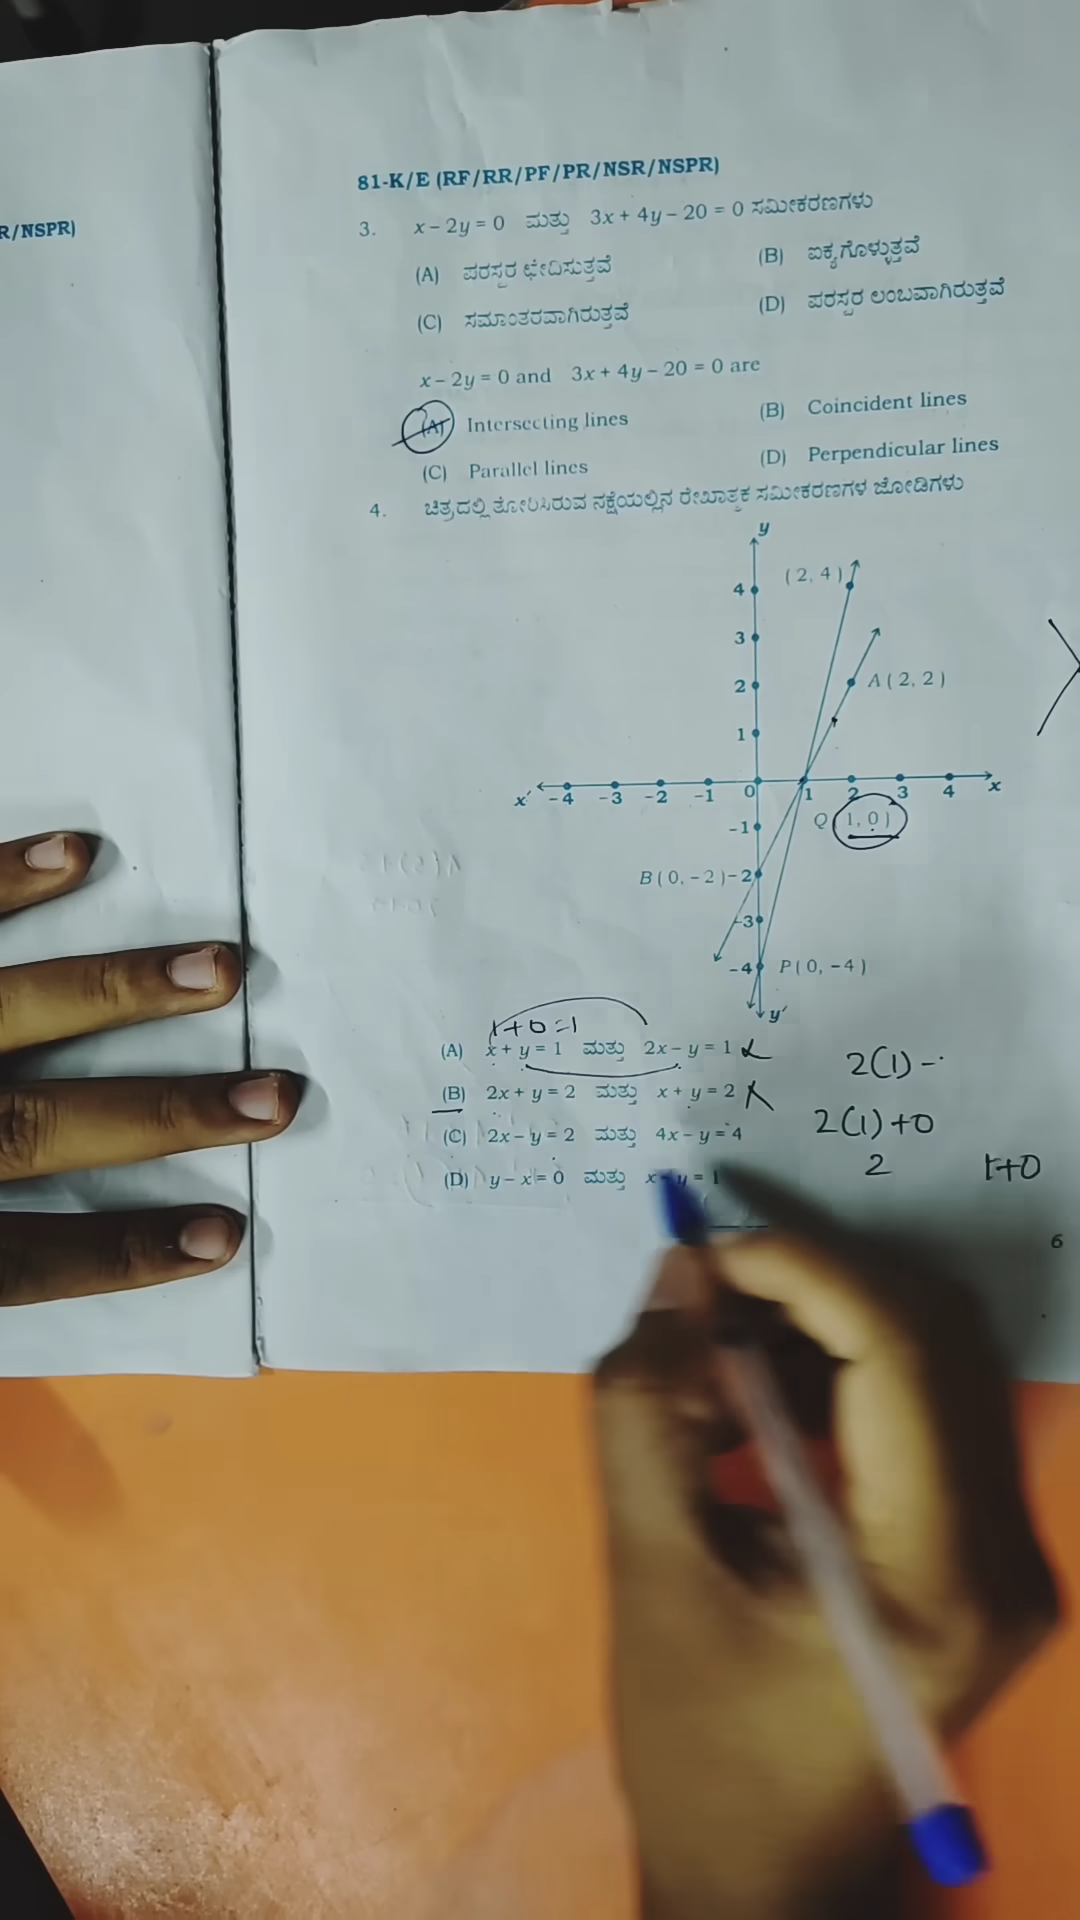 R/NSPR)
81-K/E (RF/RR/PF/PR/NSR/NSPR)
3. x – 2y = 0 ಮತ್ತು 3x + 4y – 20 = 0 ಸಮೀಕರಣಗಳು
(A) ಪರಸ್ಪರ ಛೇದಿಸುತ್ತವೆ (B) ಐಕ್ಯಗೊಳ್ಳುತ್ತವೆ
(C) ಸಮಾಂತರವಾಗಿರುತ್ತವೆ (D) ಪರಸ್ಪರ ಲಂಬವಾಗಿರುತ್ತವೆ
x – 2y = 0 and 3x + 4y – 20 = 0 are
(A) Intersecting lines (B) Coincident lines
(C) Parallel lines (D) Perpendicular lines
4. ಚಿತ್ರದಲ್ಲಿ ತೋರಿಸಿರುವ ನಕ್ಷೆಯಲ್ಲಿನ ರೇಖಾತ್ಮಕ ಸಮೀಕರಣಗಳ ಜೋಡಿಗಳು
y
(2, 4)
4
3
2 A (2, 2)
1
x′ –4 –3 –2 –1 0 1 2 3 4 x
–1 Q (1, 0)
B (0, –2) –2
–3
–4 P (0, –4)
y′
1+0=1
(A) x + y = 1 ಮತ್ತು 2x – y = 1
2(1) –
(B) 2x + y = 2 ಮತ್ತು x + y = 2
2(1)+0
(C) 2x – y = 2 ಮತ್ತು 4x – y = 4
2 1+0
(D) y – x = 0 ಮತ್ತು x – y = 1
6